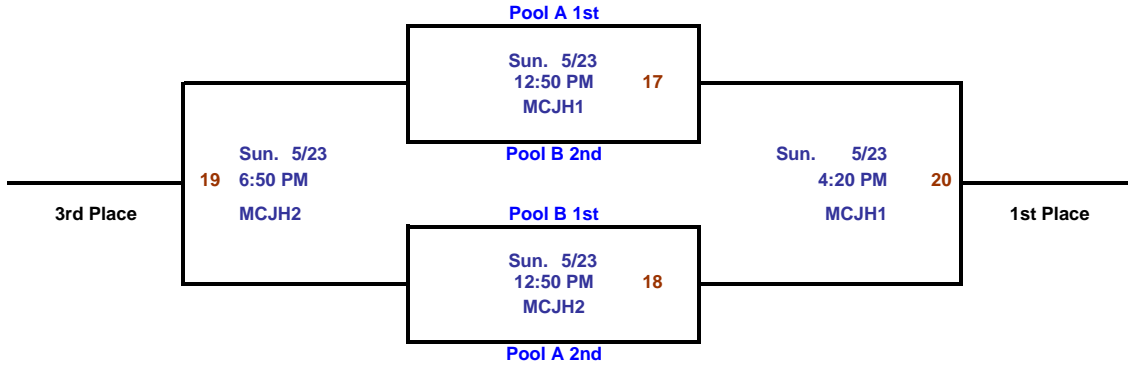 Pool A 1st
Sun. 5/23
12:50 PM 17
MCJH1
Pool B 2nd
Sun. 5/23
19 6:50 PM
MCJH2
3rd Place
Sun. 5/23
4:20 PM 20
MCJH1
1st Place
Pool B 1st
Sun. 5/23
12:50 PM 18
MCJH2
Pool A 2nd